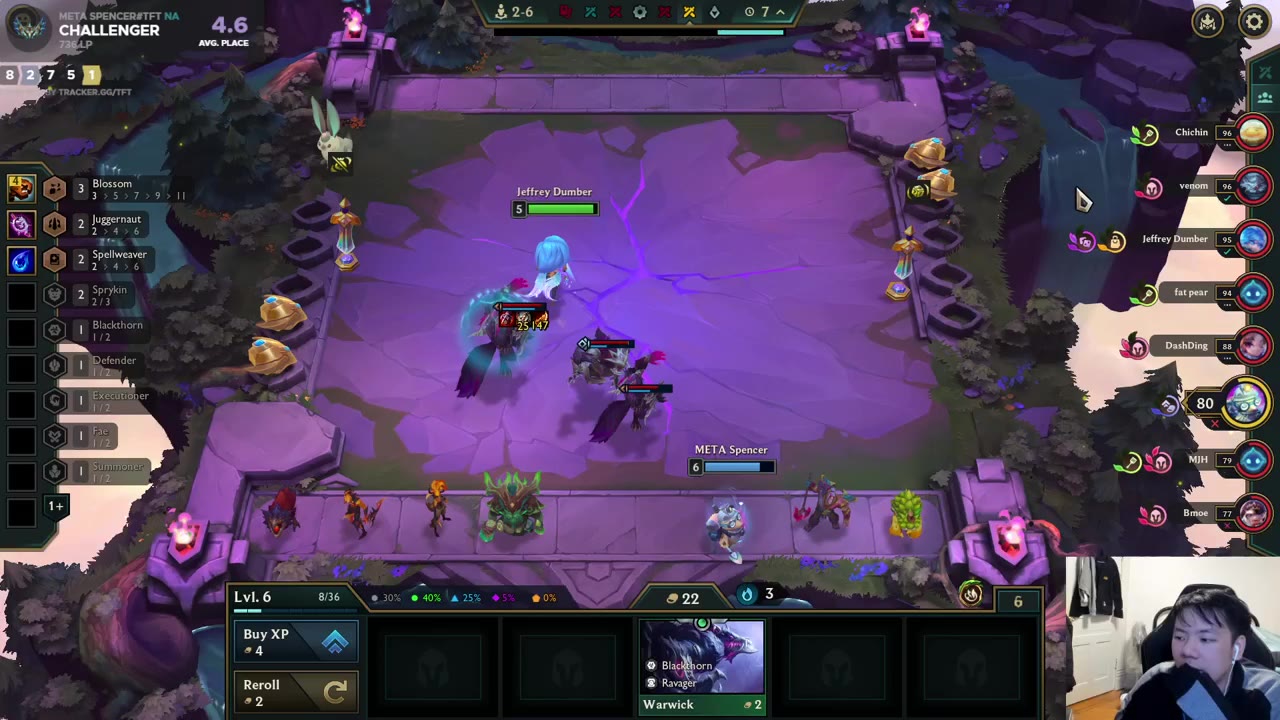 META SPENCER#TFT NA
CHALLENGER
736 LP
4.6
AVG. PLACE
8 2 7 5 1
BY TRACKER.GG/TFT
2-6
7
3 Blossom
3 > 5 > 7 > 9 > 11
2 Juggernaut
2 > 4 > 6
2 Spellweaver
2 > 4 > 6
2 Sprykin
2 / 3
1 Blackthorn
1 / 2
1 Defender
1 / 2
1 Executioner
1 / 2
1 Fae
1 / 2
1 Summoner
1 / 2
1+
Jeffrey Dumber
5
25 147
META Spencer
6
Chichin 96
venom 96
Jeffrey Dumber 95
fat pear 94
DashDing 88
80
MJH 79
Bmoe 77
Lvl. 6 8/36
30% 40% 25% 5% 0%
22
3
6
Buy XP
4
Reroll
2
Blackthorn
Ravager
Warwick 2